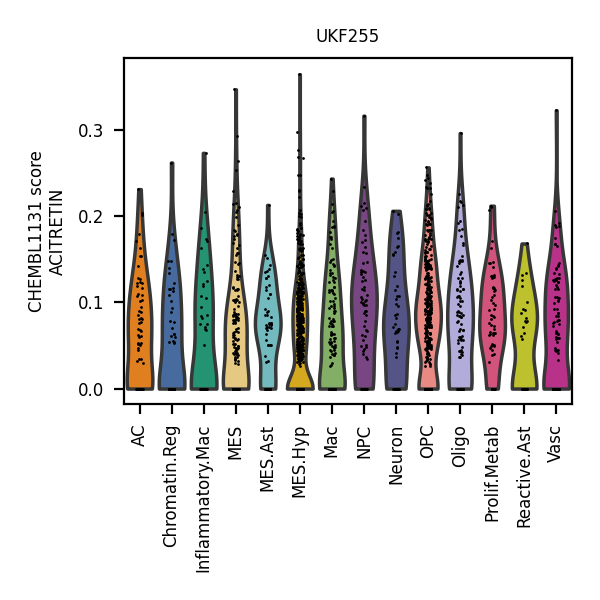 UKF255
CHEMBL1131 score
ACITRETIN
0.3
0.2
0.1
0.0
AC
Chromatin.Reg
Inflammatory.Mac
MES
MES.Ast
MES.Hyp
Mac
NPC
Neuron
OPC
Oligo
Prolif.Metab
Reactive.Ast
Vasc